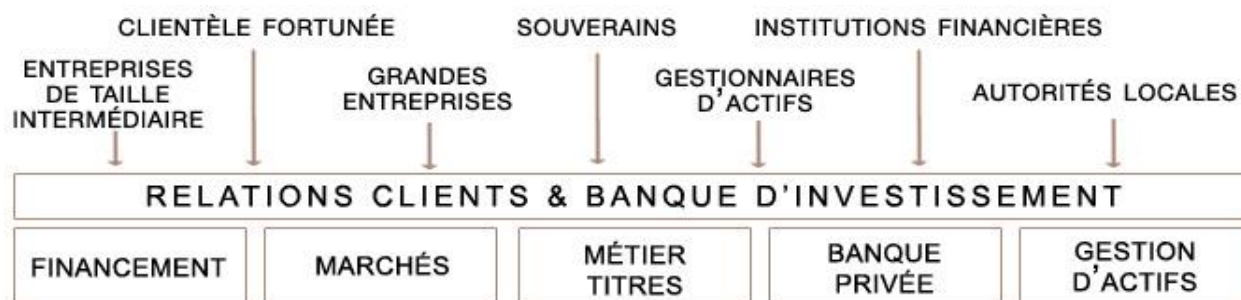 CLIENTÈLE FORTUNÉE
SOUVERAINS
INSTITUTIONS FINANCIÈRES
ENTREPRISES
DE TAILLE
INTERMÉDIAIRE
GRANDES
ENTREPRISES
GESTIONNAIRES
D'ACTIFS
AUTORITÉS LOCALES
RELATIONS CLIENTS & BANQUE D'INVESTISSEMENT
FINANCEMENT
MARCHÉS
MÉTIER
TITRES
BANQUE
PRIVÉE
GESTION
D'ACTIFS